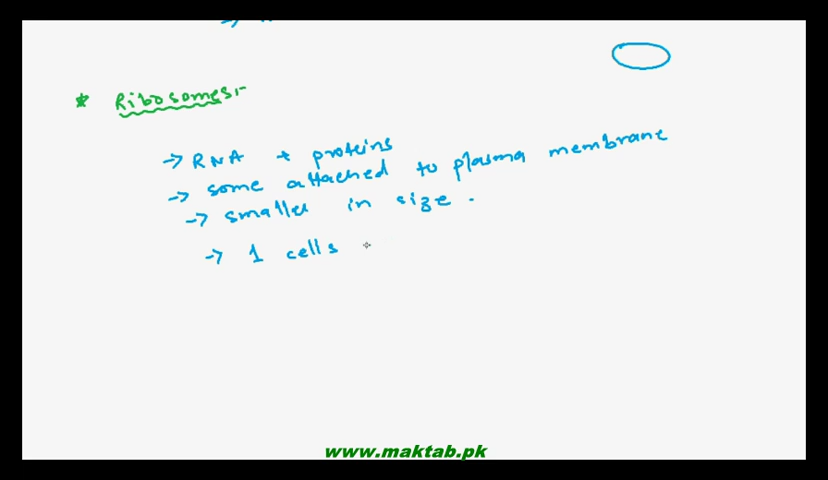 * Ribosomes:-
→ RNA + proteins
→ some attached to plasma membrane
→ smaller in size.
→ 1 cells
www.maktab.pk